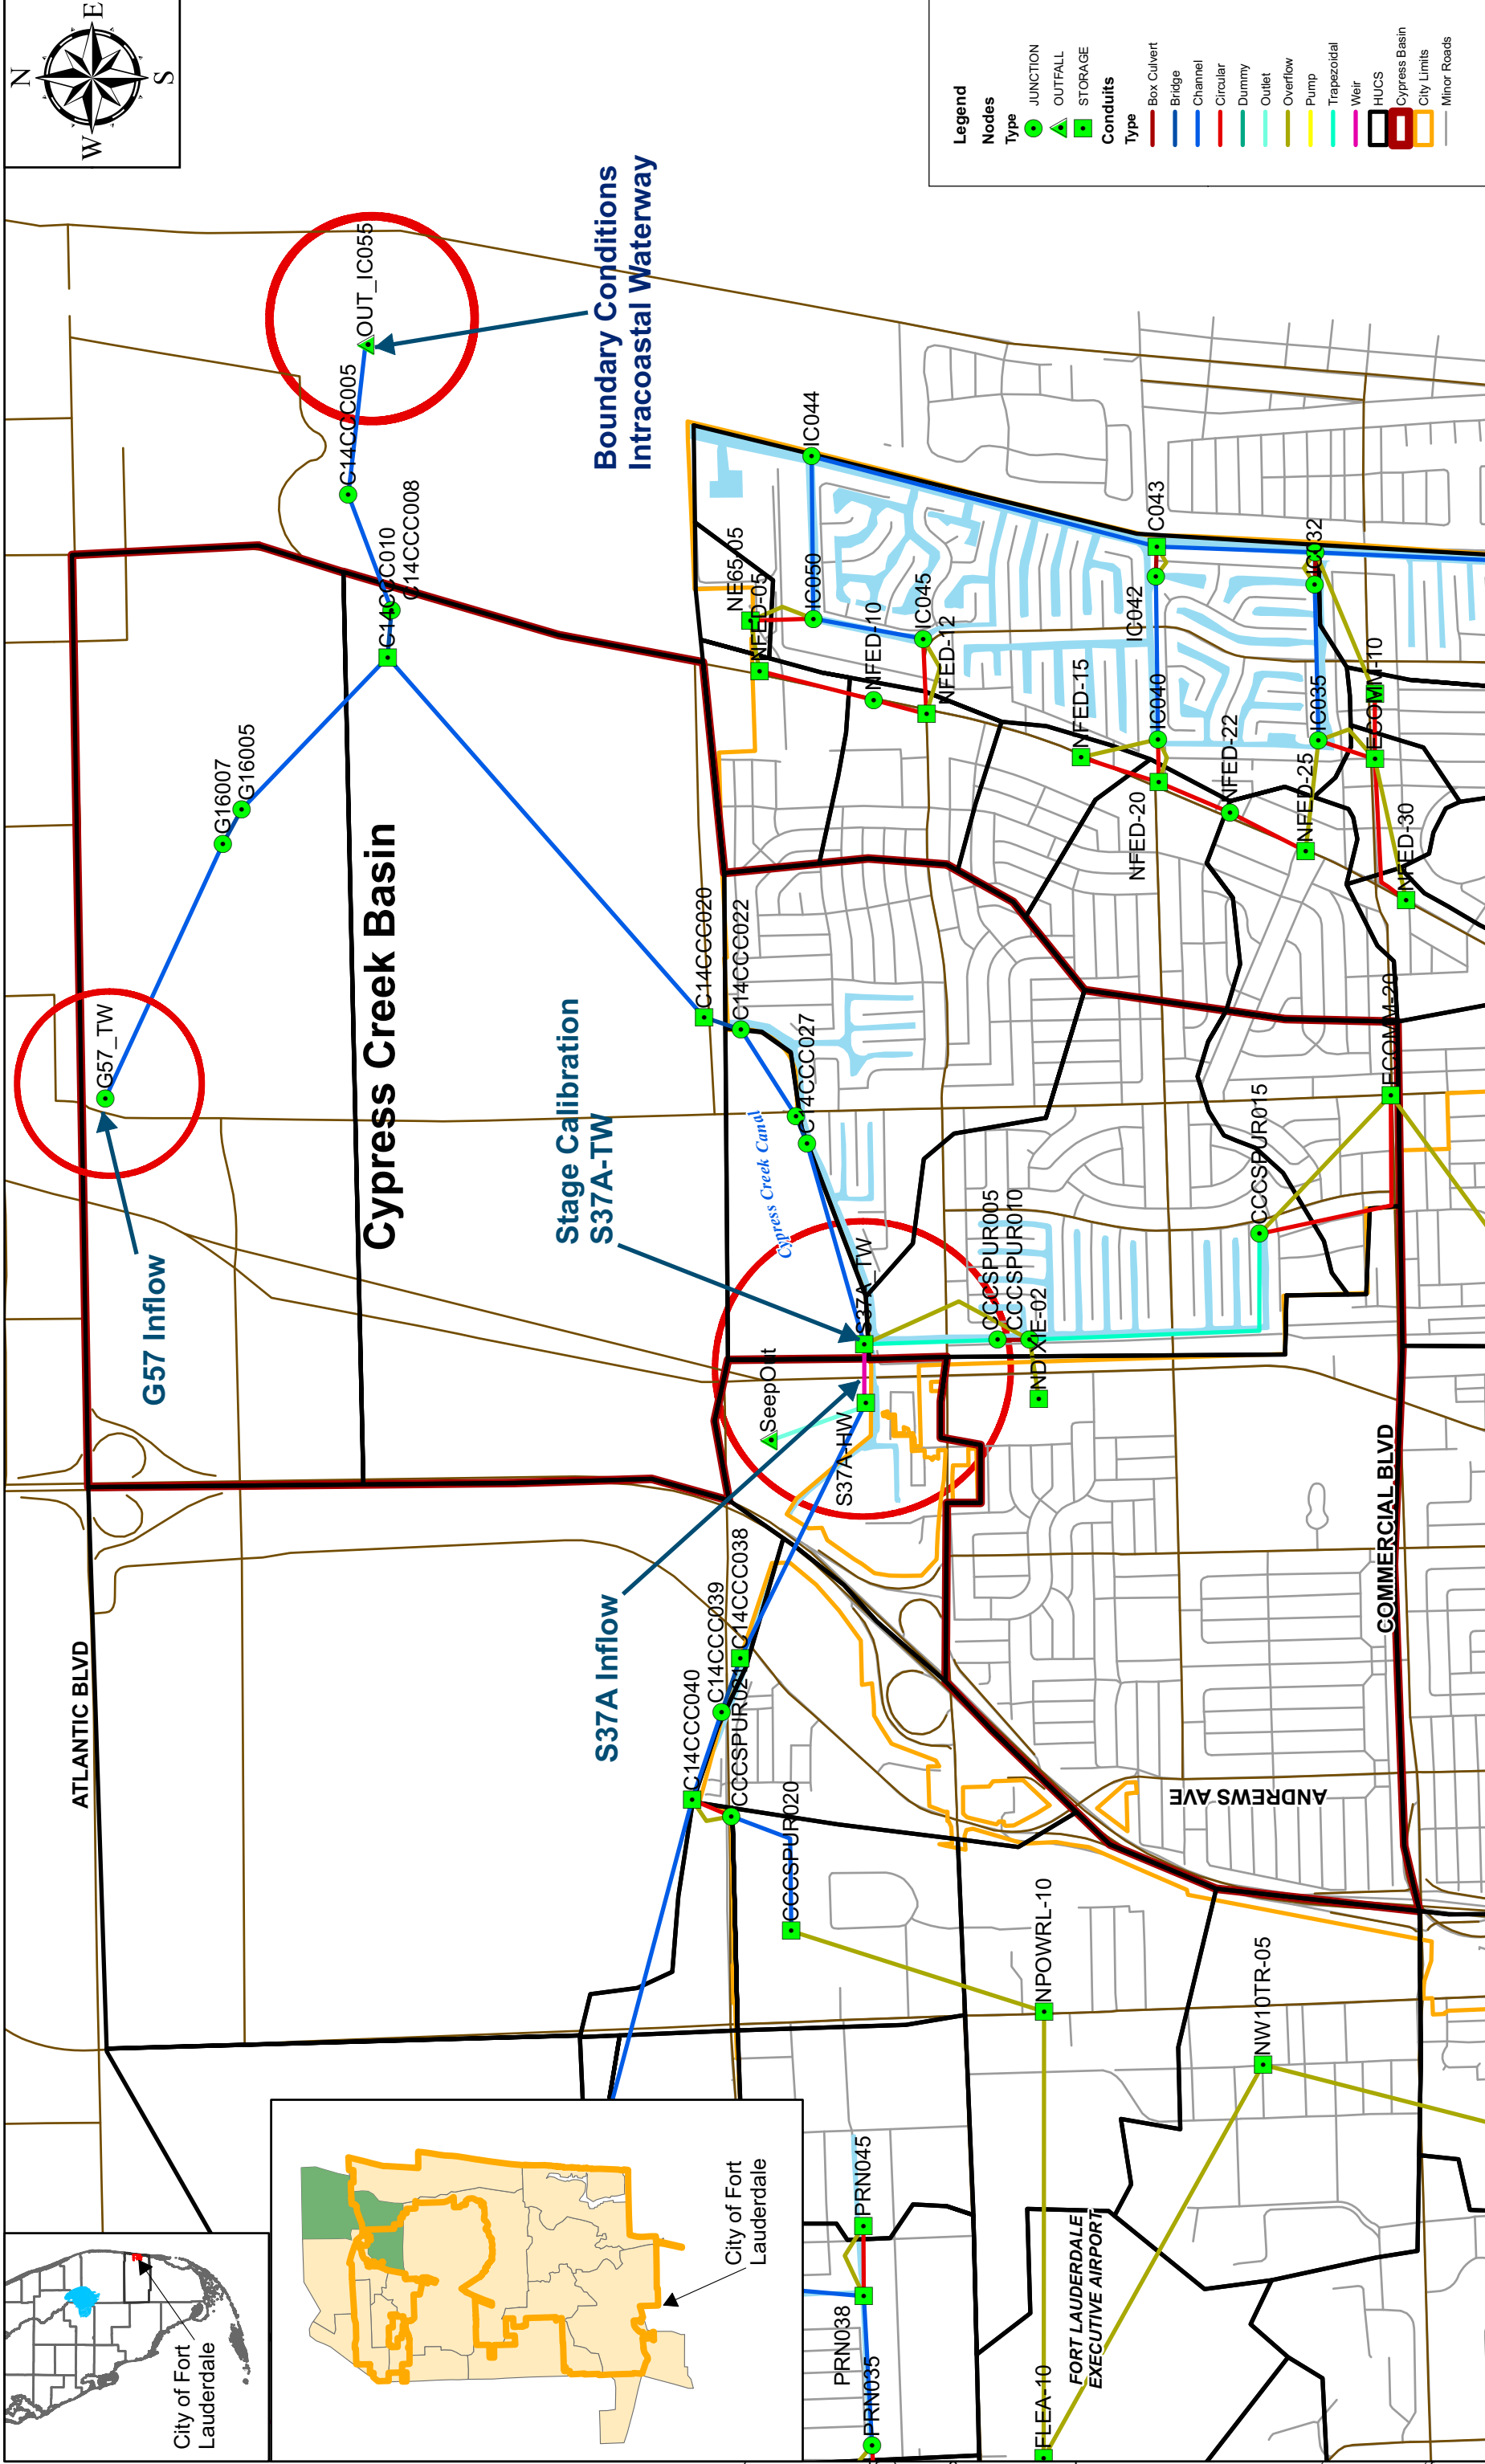 N
W
E
S
ATLANTIC BLVD
G57 Inflow
G57_TW
G16007
G16005
Cypress Creek Basin
C14CCC010
C14CCC008
C14CCC005
OUT_IC055
Boundary Conditions
Intracoastal Waterway
S37A Inflow
Stage Calibration
S37A-TW
C14CCC040
C14CCC039
C14CCC038
CCCSPUR021
CCCSPUR020
SeepOut
S37A-HW
S37A_TW
Cypress Creek Canal
C14CCC020
C14CCC022
C14CCC027
CCCSPUR005
CCCSPUR010
NDIXIE-02
CCCSPUR015
NE65-05
NFED-05
IC050
IC044
NFED-10
IC045
NFED-12
NFED-15
IC040
IC042
IC043
NFED-20
NFED-22
NFED-25
IC035
IC032
ECOMM-10
NFED-30
ECOMM-20
COMMERCIAL BLVD
ANDREWS AVE
NPOWRL-10
NW10TR-05
PRN045
PRN038
PRN035
FLEA-10
FORT LAUDERDALE
EXECUTIVE AIRPORT
City of Fort
Lauderdale
City of Fort
Lauderdale
Legend
Nodes
Type
JUNCTION
OUTFALL
STORAGE
Conduits
Type
Box Culvert
Bridge
Channel
Circular
Dummy
Outlet
Overflow
Pump
Trapezoidal
Weir
HUCS
Cypress Basin
City Limits
Minor Roads